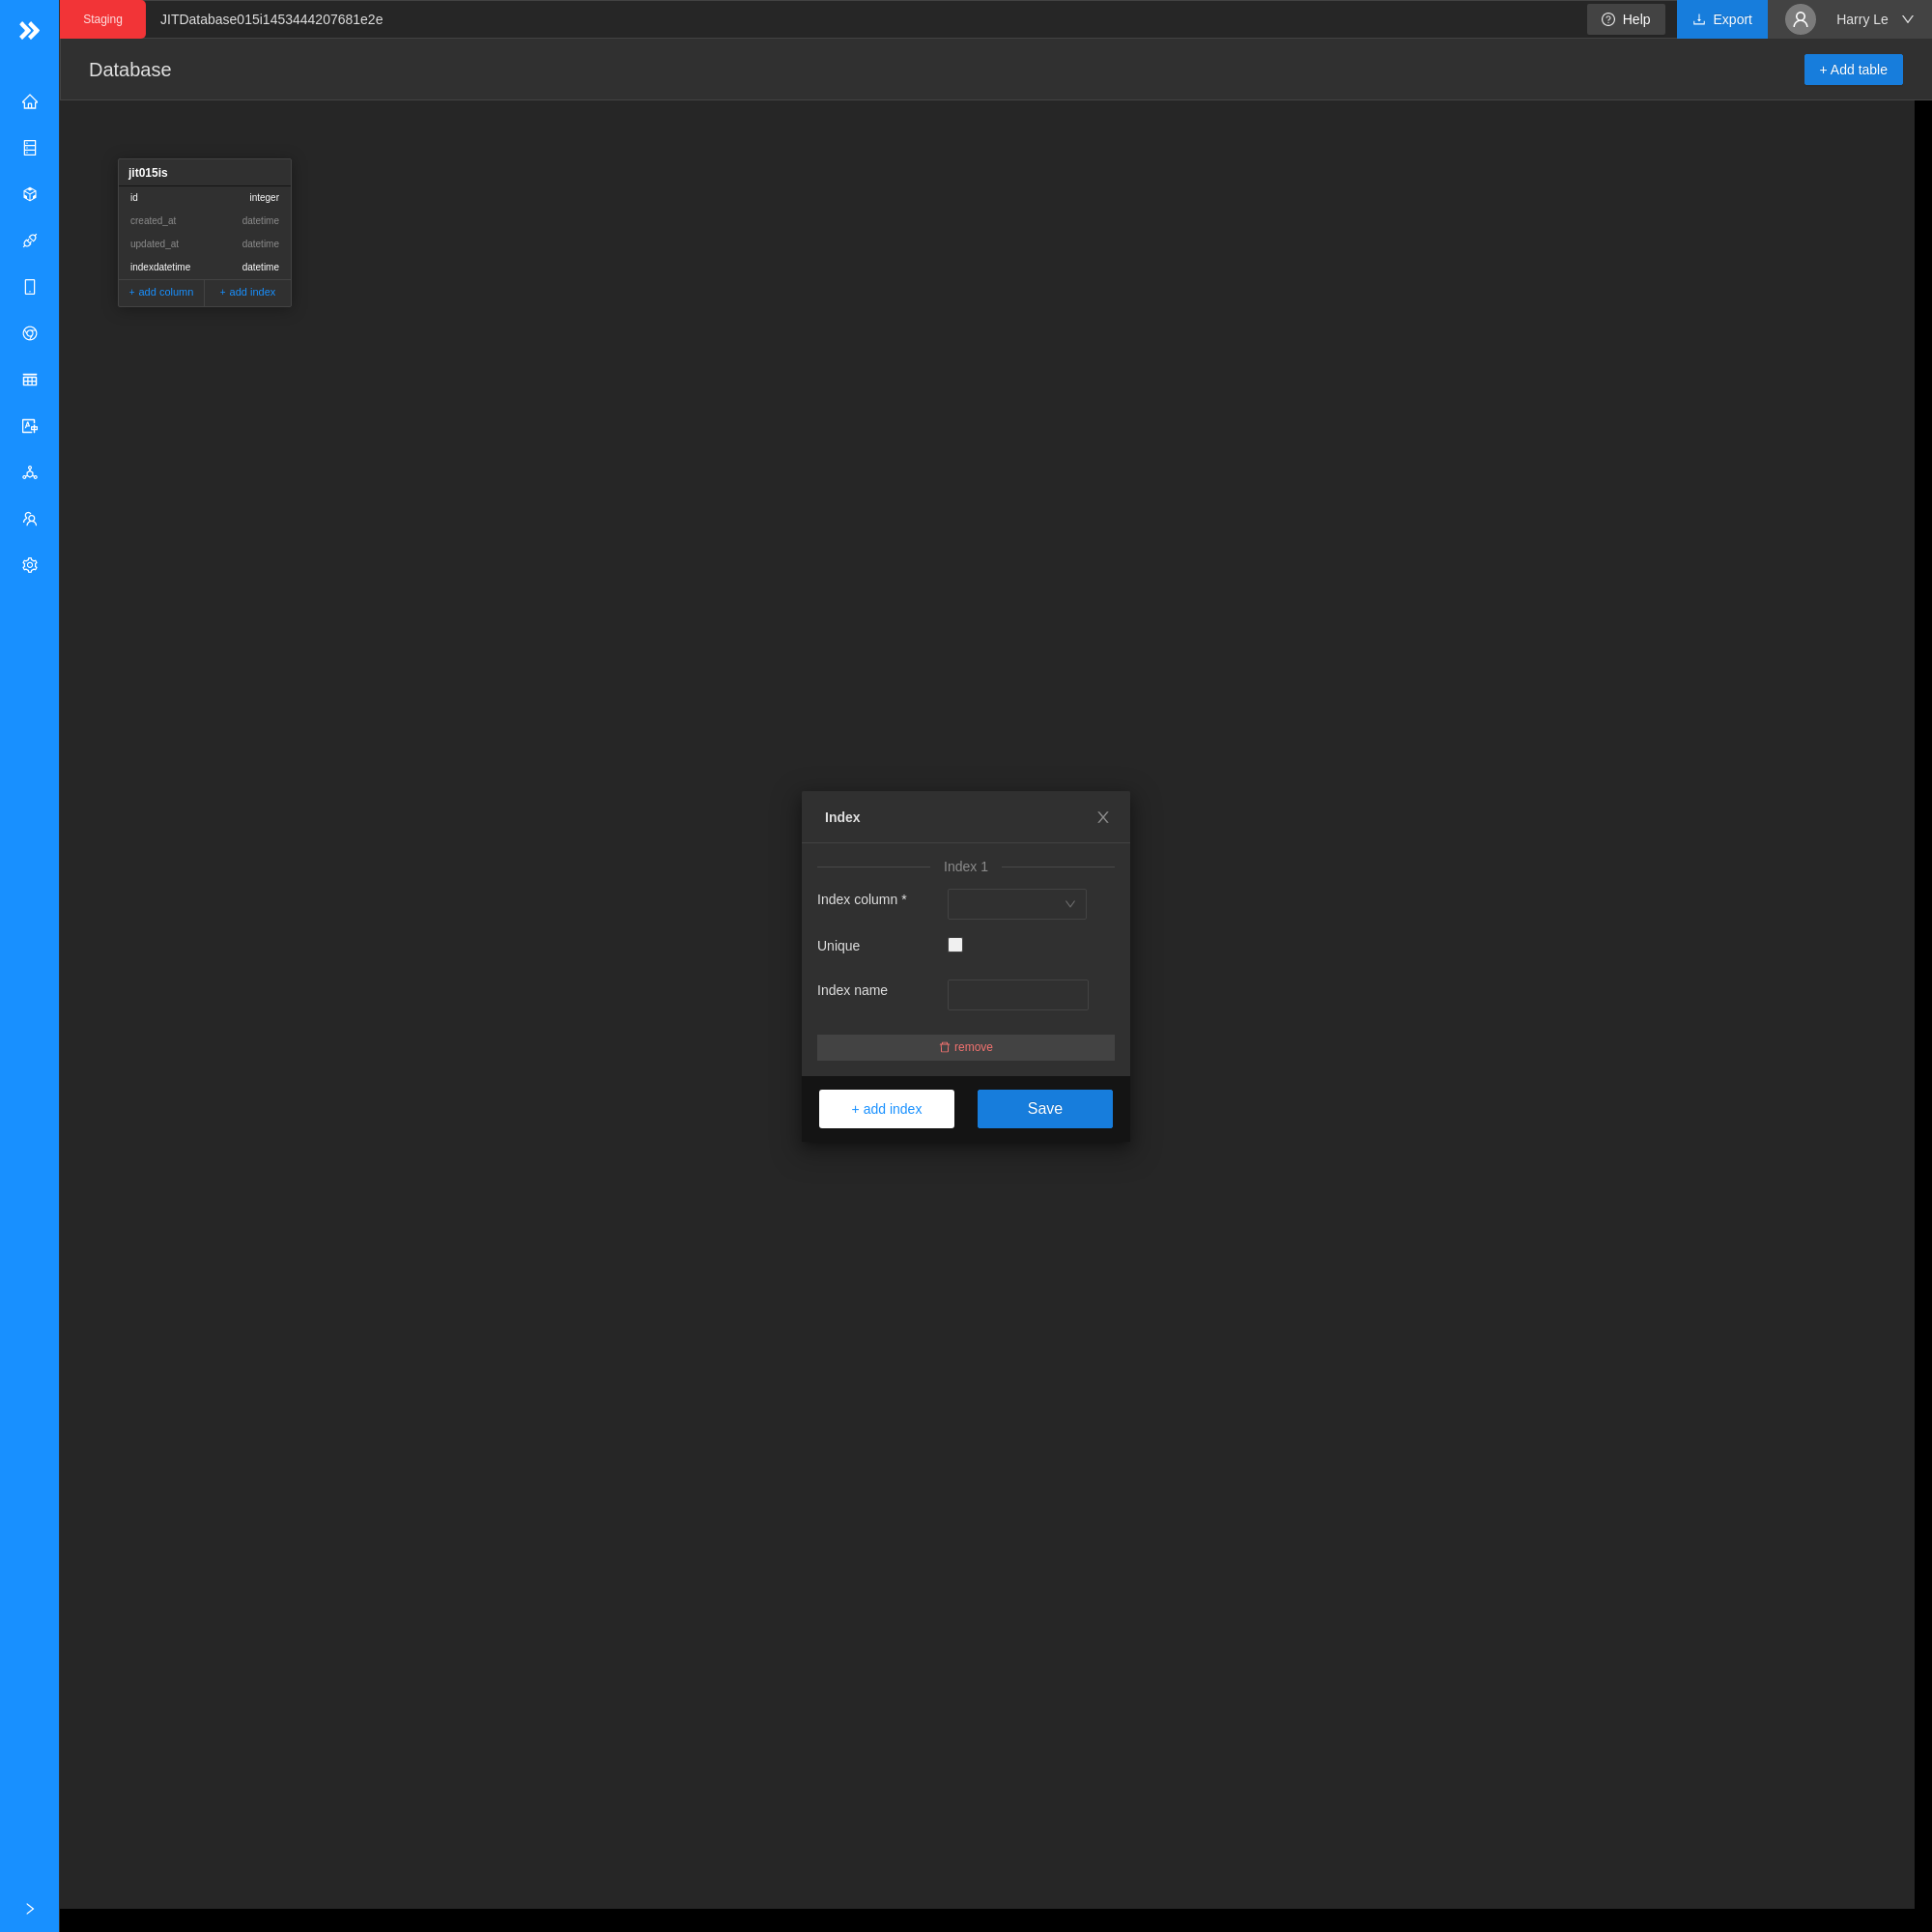 Staging JITDatabase015i1453444207681e2e Help Export Harry Le
Database + Add table
jit015is
id integer
created_at datetime
updated_at datetime
indexdatetime datetime
+ add column + add index
Index
Index 1
Index column *
Unique
Index name
remove
+ add index Save